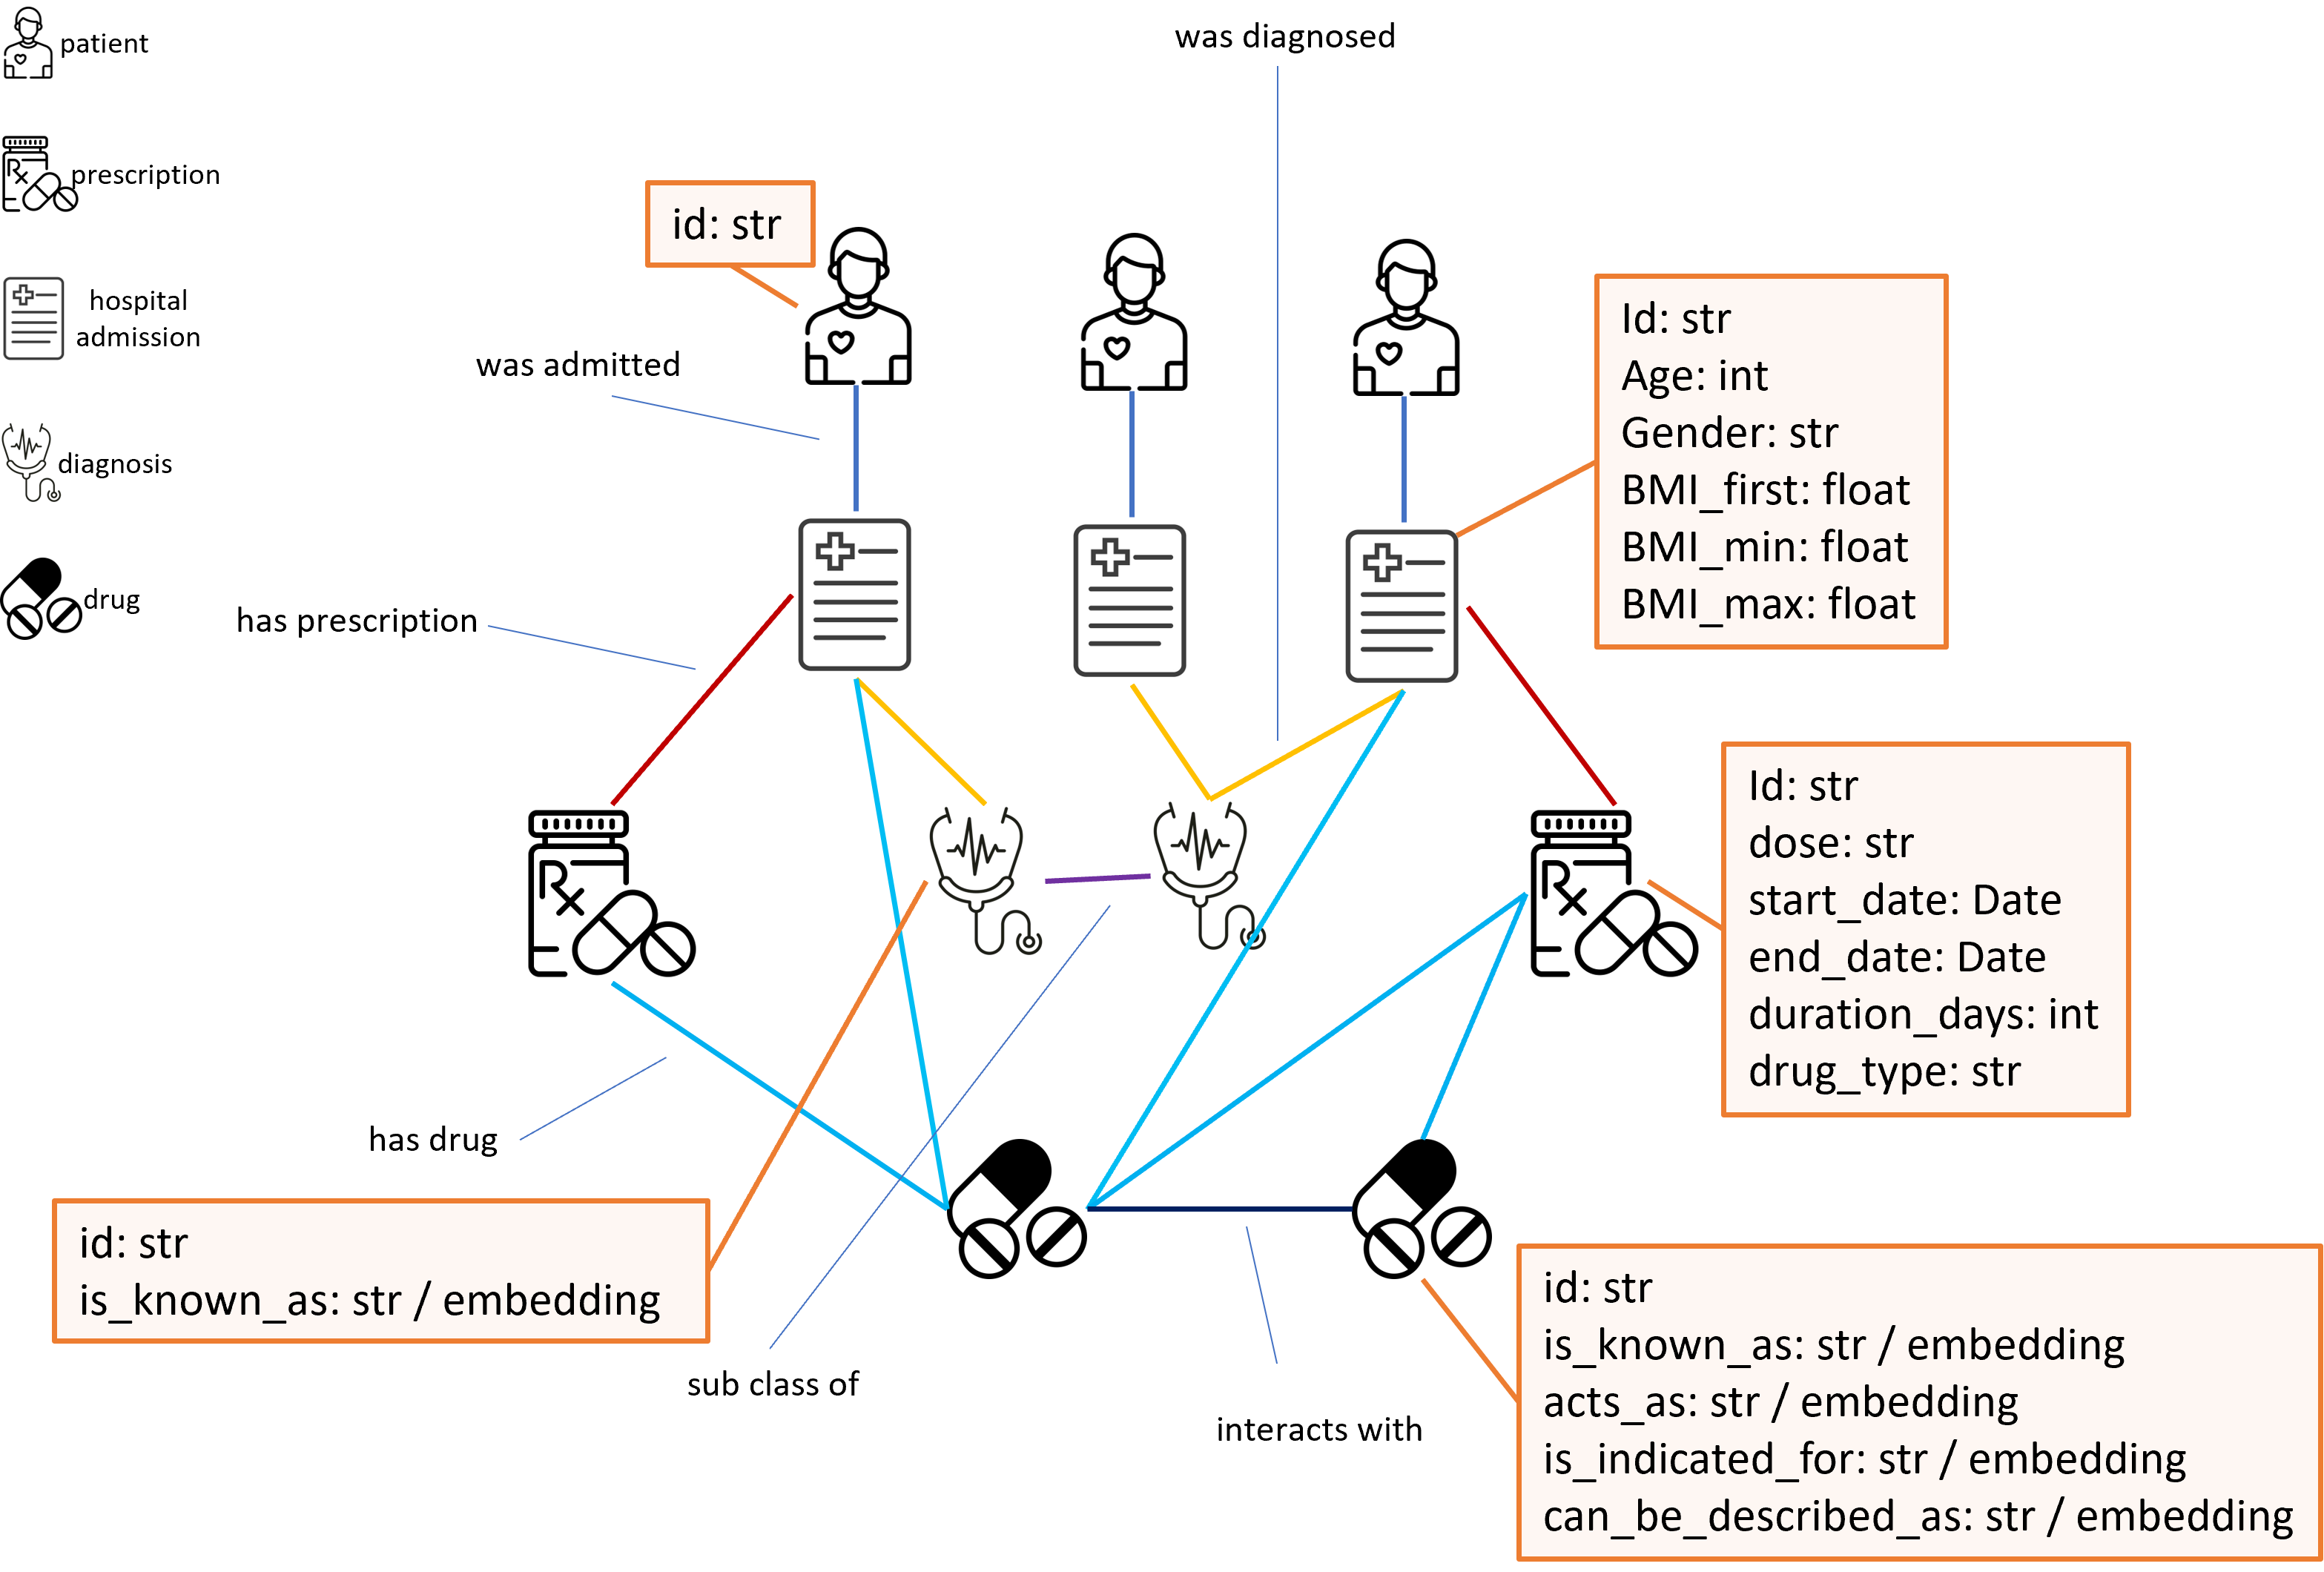 patient
prescription
hospital
admission
diagnosis
drug
was diagnosed
id: str
was admitted
Id: str
Age: int
Gender: str
BMI_first: float
BMI_min: float
BMI_max: float
has prescription
Id: str
dose: str
start_date: Date
end_date: Date
duration_days: int
drug_type: str
has drug
id: str
is_known_as: str / embedding
sub class of
interacts with
id: str
is_known_as: str / embedding
acts_as: str / embedding
is_indicated_for: str / embedding
can_be_described_as: str / embedding